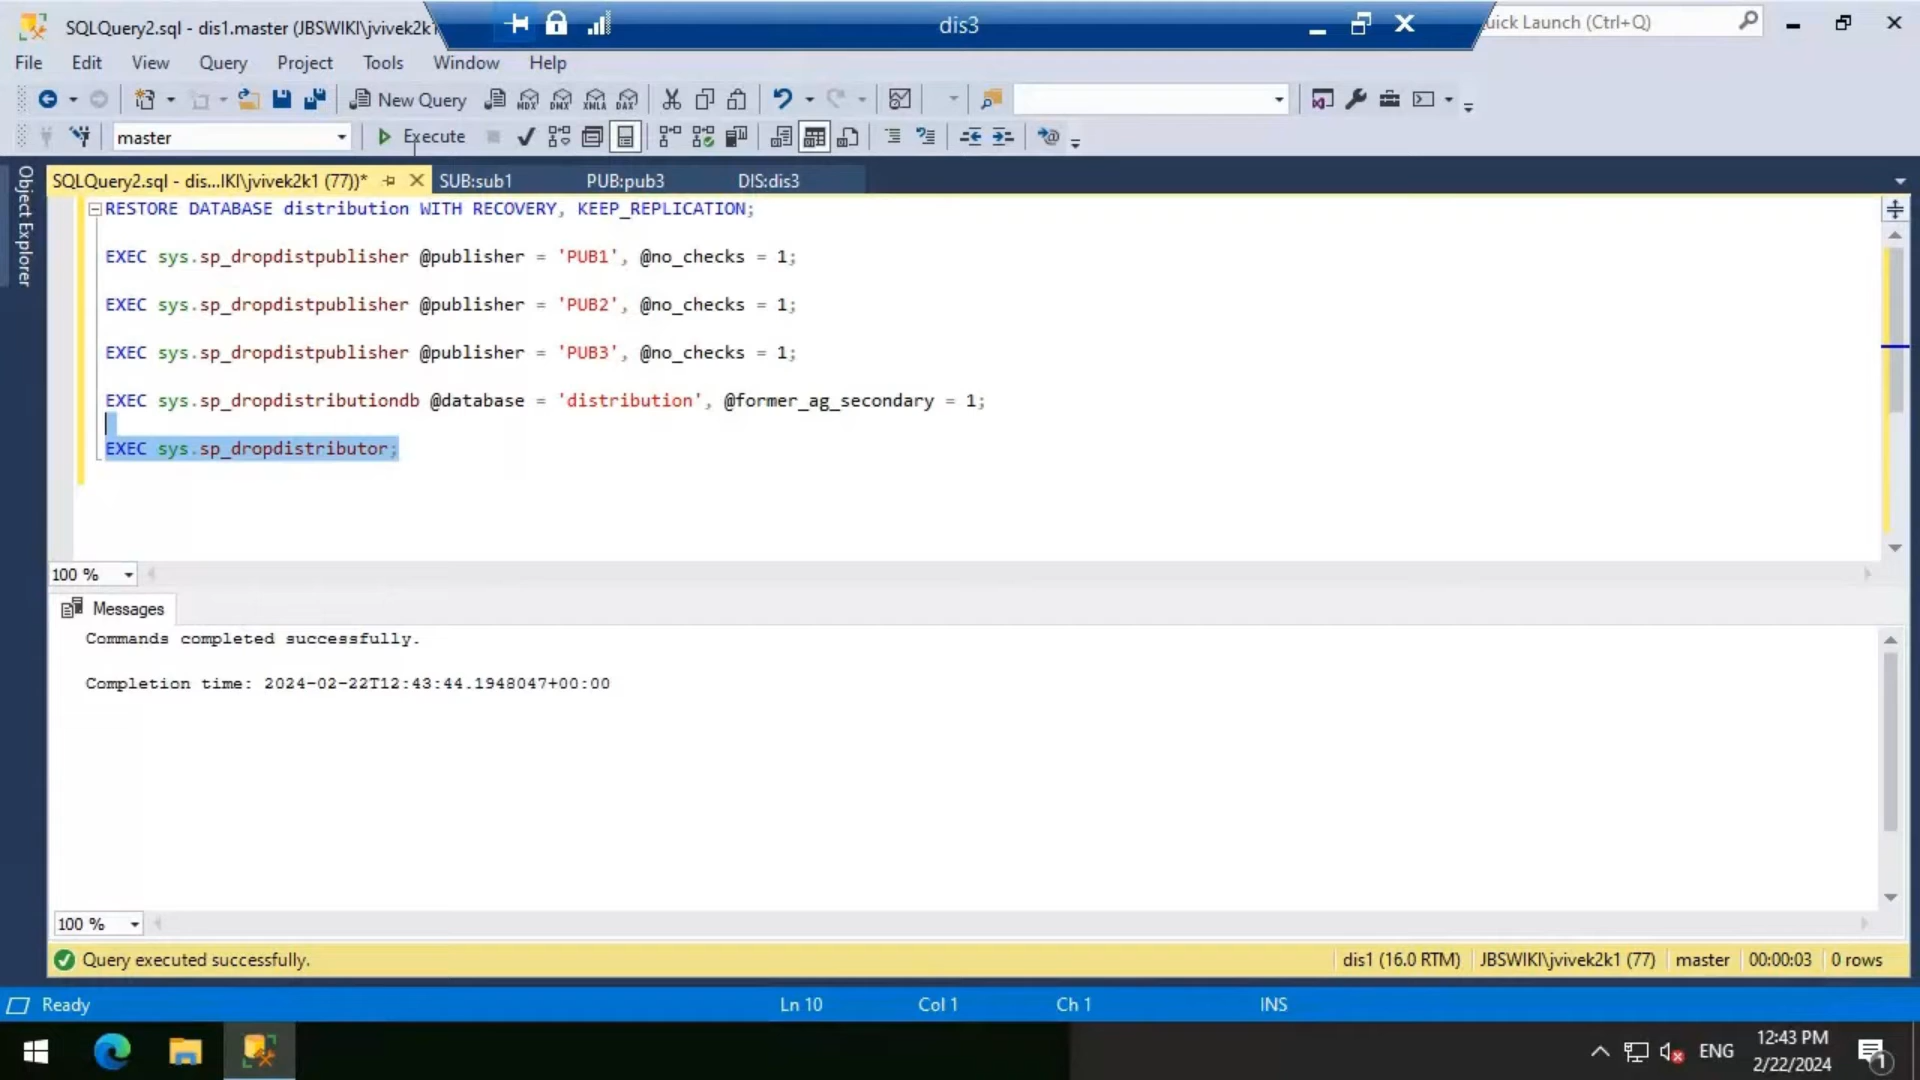 SQLQuery2.sql - dis1.master (JBSWIKI\jvivek2k1
dis3
uick Launch (Ctrl+Q)
File Edit View Query Project Tools Window Help
New Query MDX DMX XMLA DAX
master Execute
Object Explorer
SQLQuery2.sql - dis...IKI\jvivek2k1 (77))* SUB:sub1 PUB:pub3 DIS:dis3
RESTORE DATABASE distribution WITH RECOVERY, KEEP_REPLICATION;
EXEC sys.sp_dropdistpublisher @publisher = 'PUB1', @no_checks = 1;
EXEC sys.sp_dropdistpublisher @publisher = 'PUB2', @no_checks = 1;
EXEC sys.sp_dropdistpublisher @publisher = 'PUB3', @no_checks = 1;
EXEC sys.sp_dropdistributiondb @database = 'distribution', @former_ag_secondary = 1;
EXEC sys.sp_dropdistributor;
100 %
Messages
Commands completed successfully.
Completion time: 2024-02-22T12:43:44.1948047+00:00
100 %
Query executed successfully. dis1 (16.0 RTM) JBSWIKI\jvivek2k1 (77) master 00:00:03 0 rows
Ready Ln 10 Col 1 Ch 1 INS
ENG 12:43 PM 1
2/22/2024